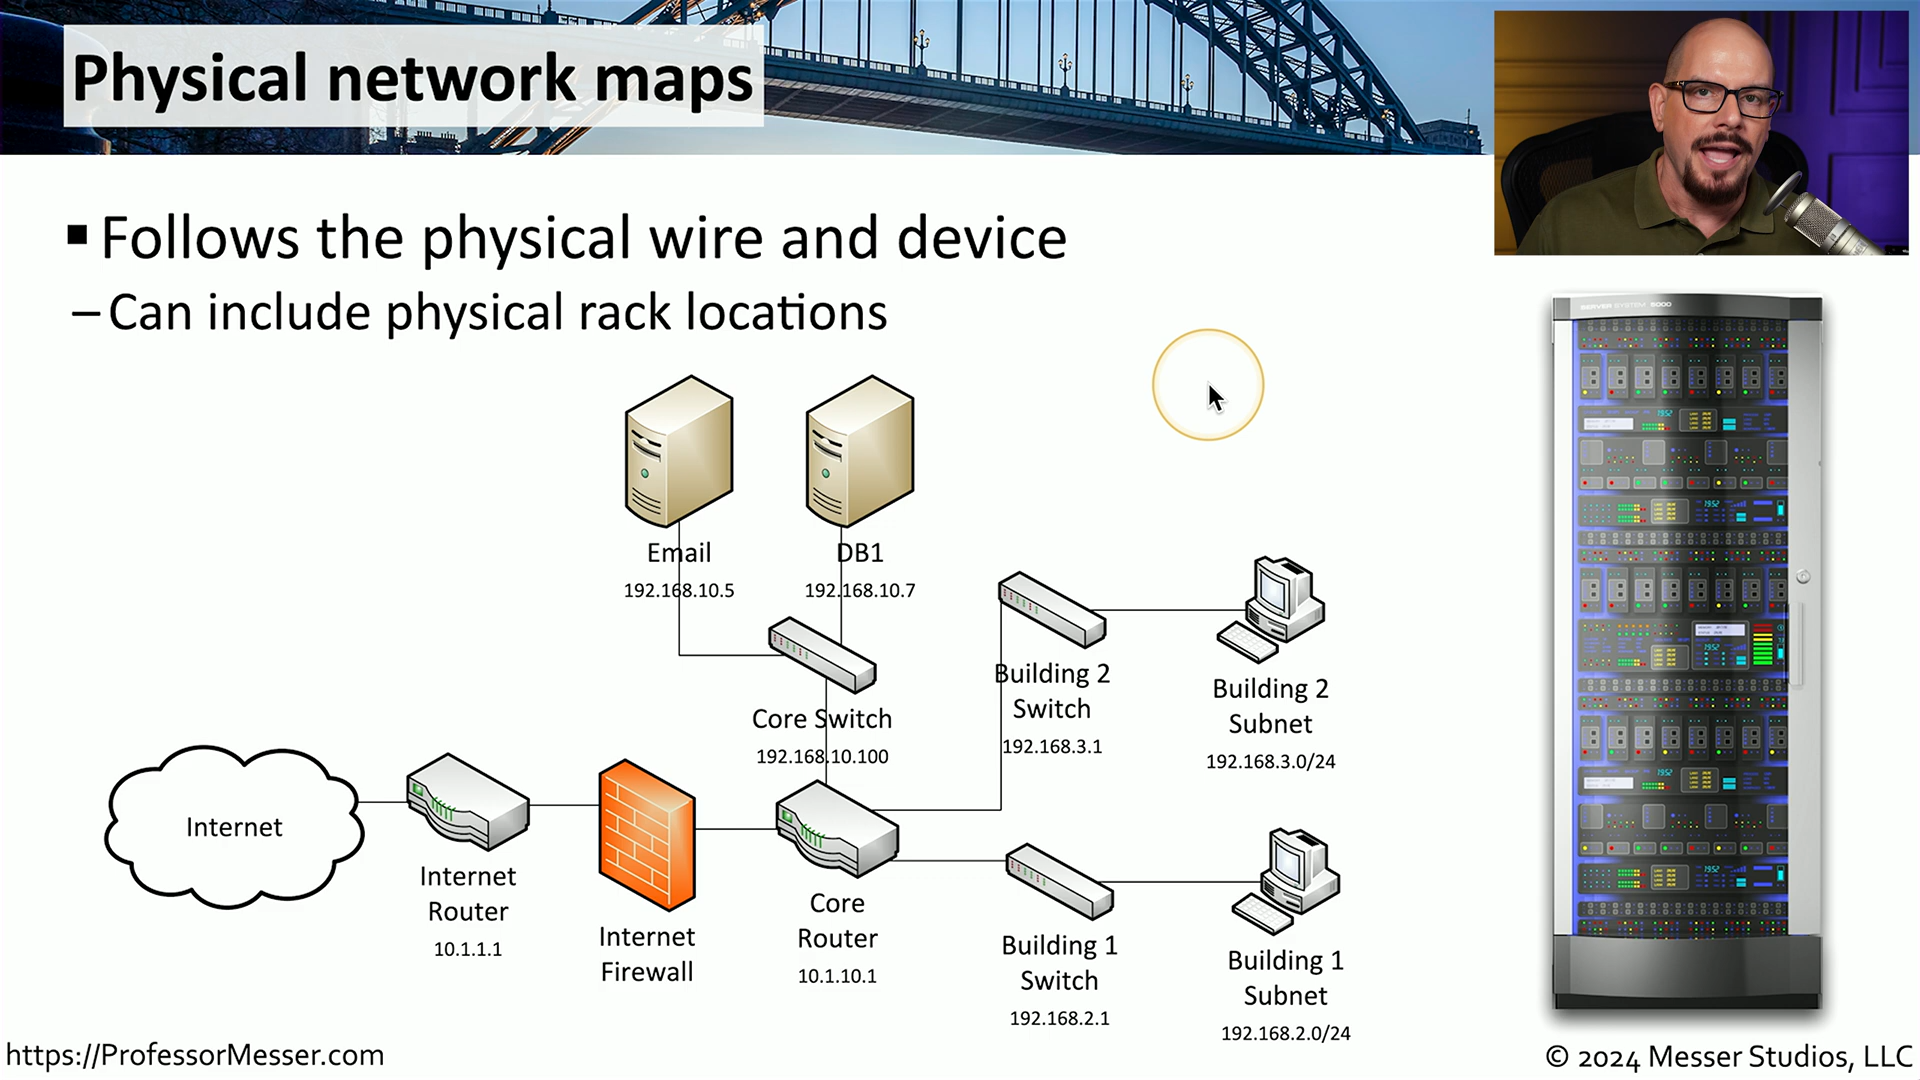 Physical network maps
Follows the physical wire and device
– Can include physical rack locations
SERVER SYSTEM 5000
Email
192.168.10.5
DB1
192.168.10.7
Core Switch
192.168.10.100
Building 2
Switch
192.168.3.1
Building 2
Subnet
192.168.3.0/24
Internet
Internet
Router
10.1.1.1
Internet
Firewall
Core
Router
10.1.10.1
Building 1
Switch
192.168.2.1
Building 1
Subnet
192.168.2.0/24
https://ProfessorMesser.com
© 2024 Messer Studios, LLC